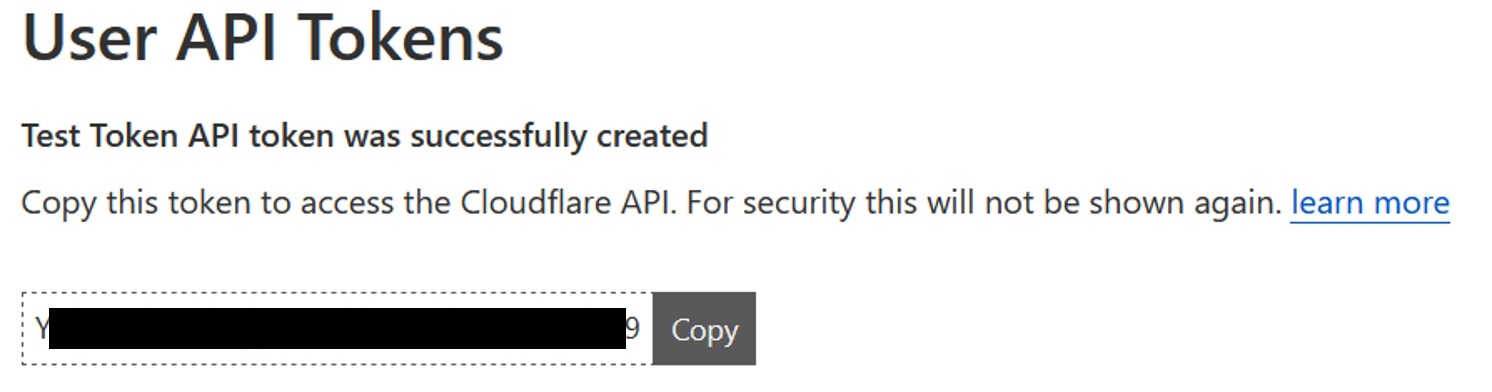 User API Tokens
Test Token API token was successfully created
Copy this token to access the Cloudflare API. For security this will not be shown again. learn more
Y 9 Copy